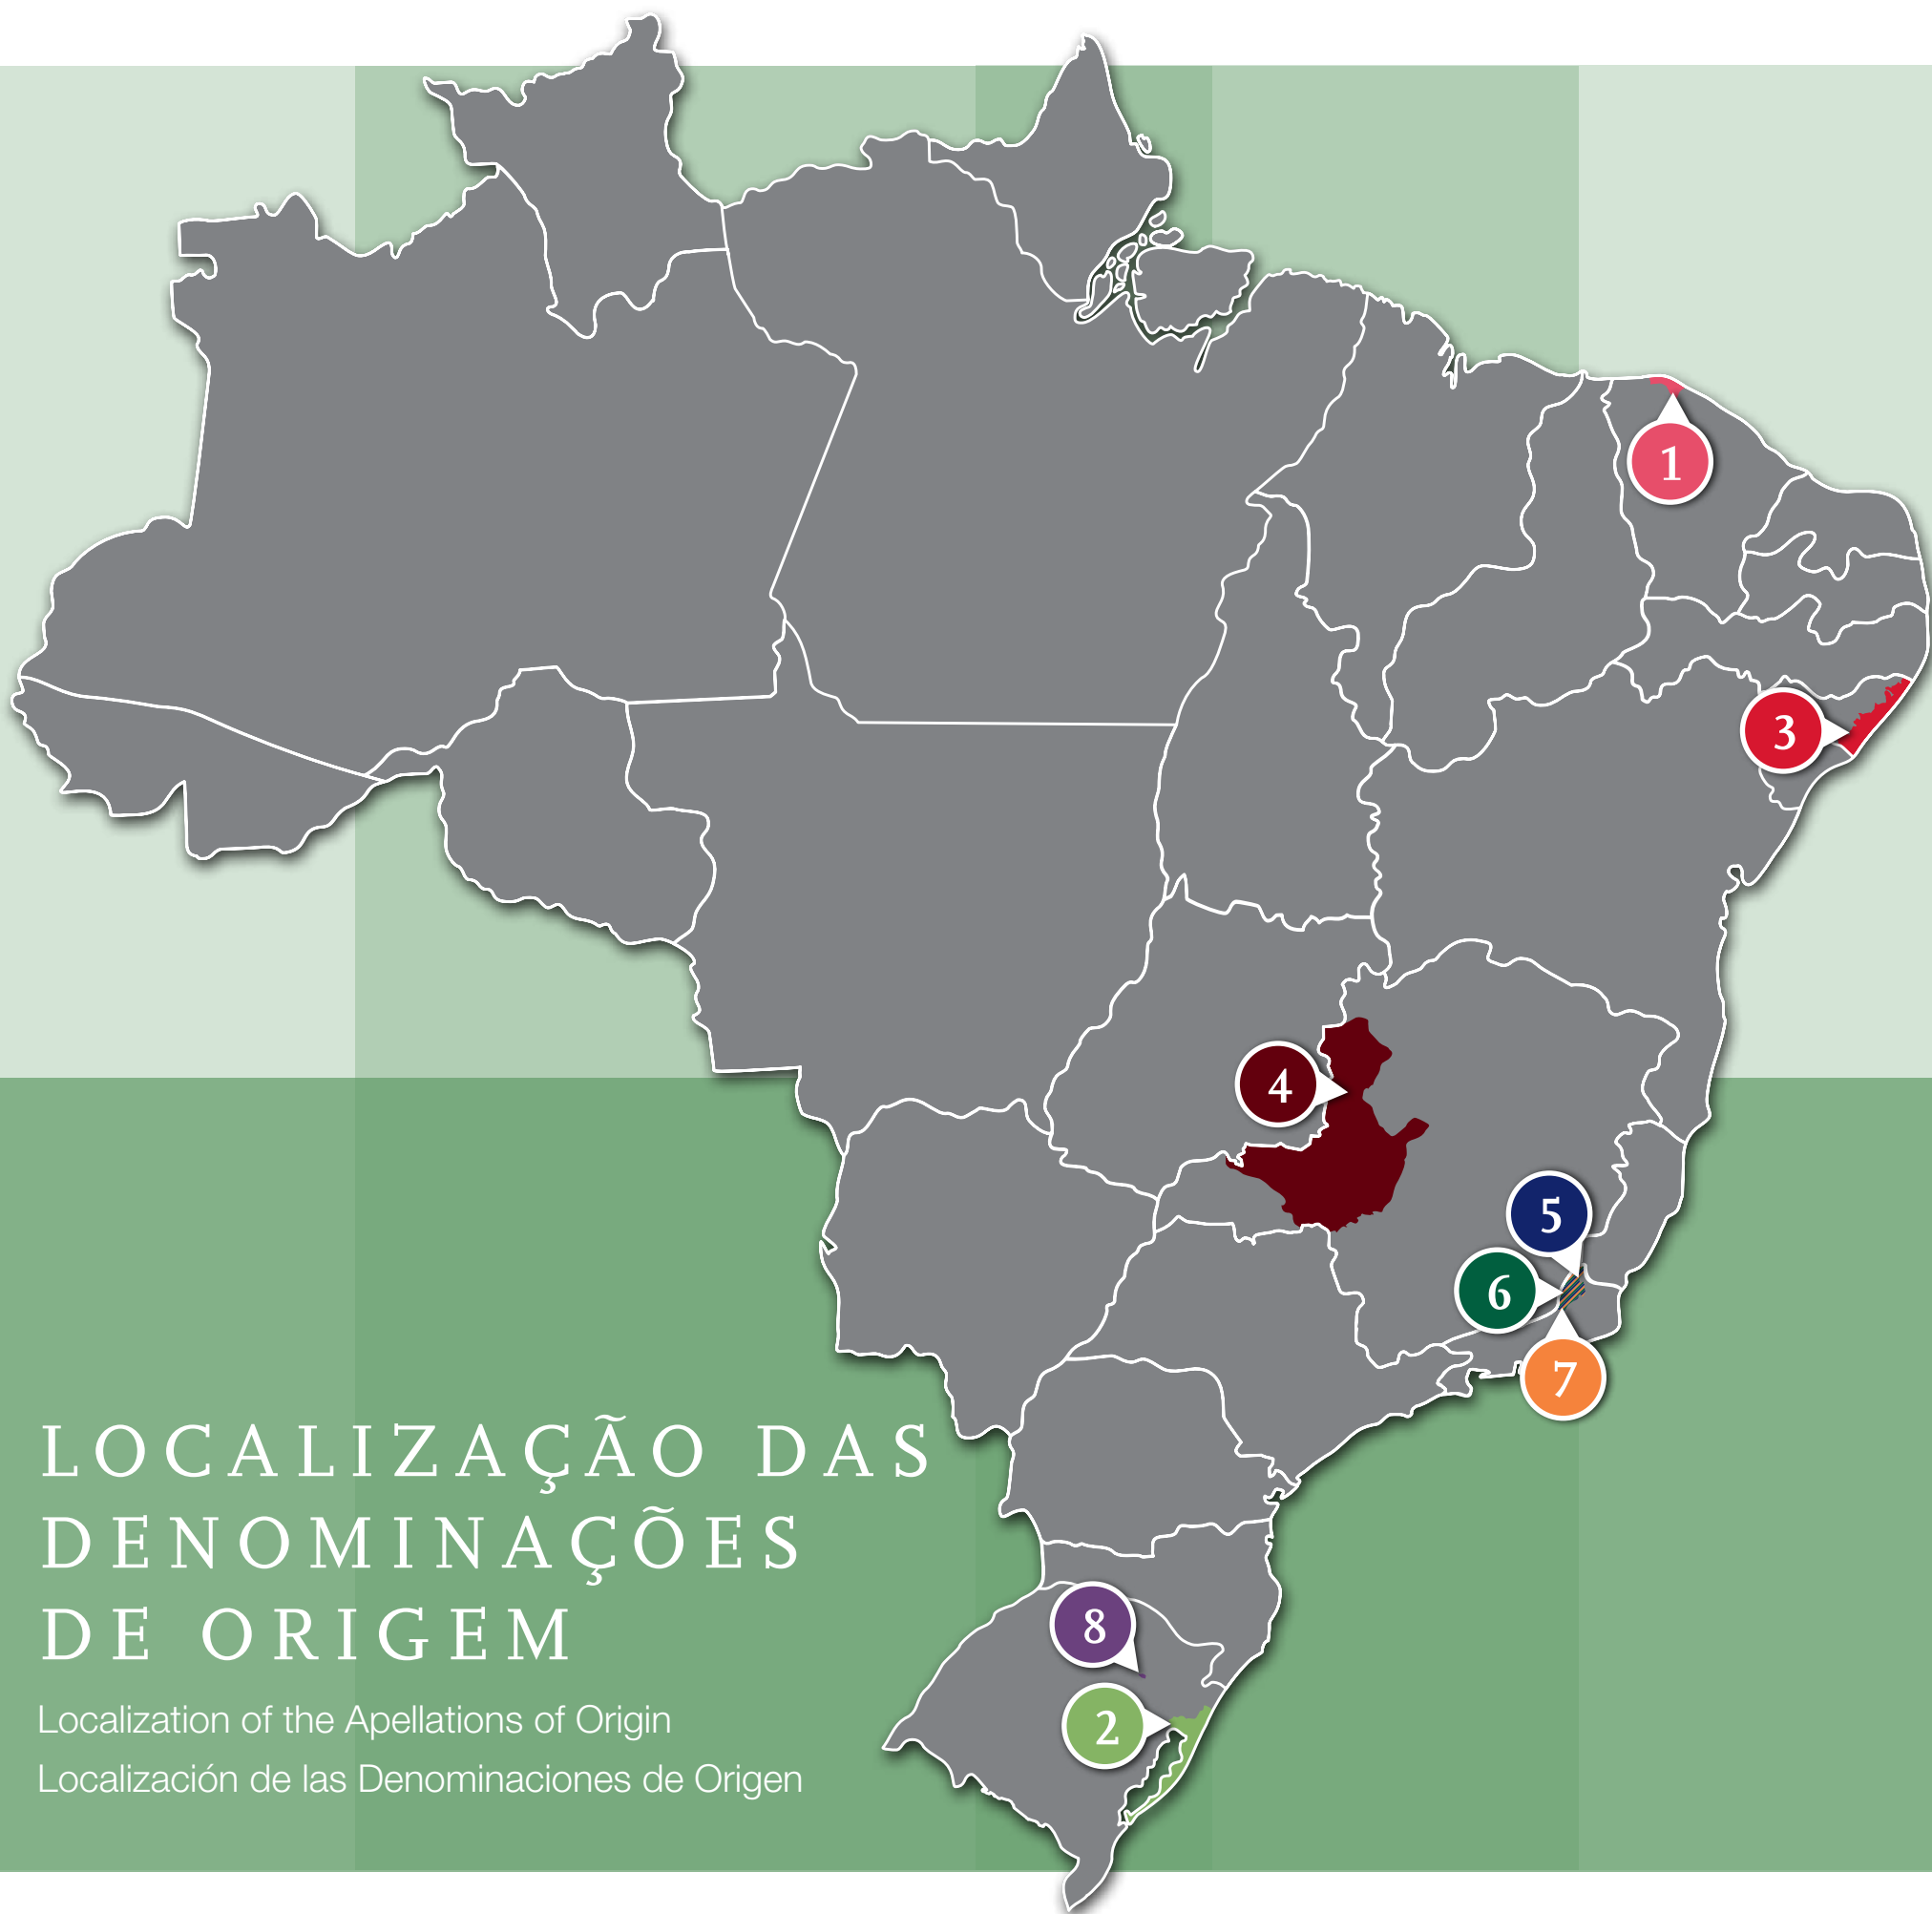 1
3
4
5
6
7
LOCALIZAÇÃO DAS
DENOMINAÇÕES
DE ORIGEM
8
2
Localization of the Apellations of Origin
Localización de las Denominaciones de Origen